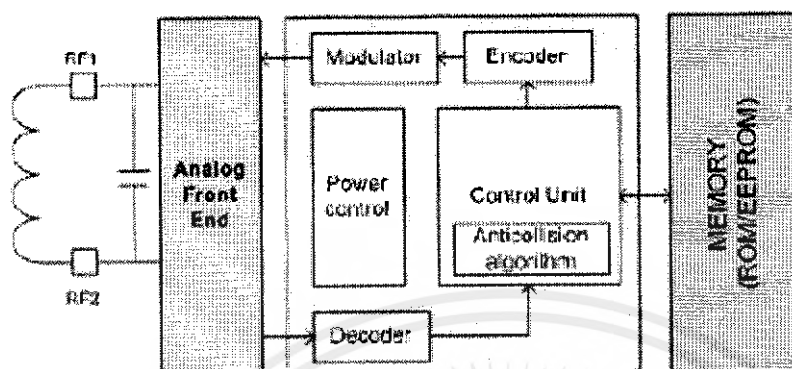 RF1
Modulator
Encoder
Analog
Front
End
Power
control
Control Unit
Anticollision
algorithm
MEMORY
(ROM/EEPROM)
RF2
Decoder